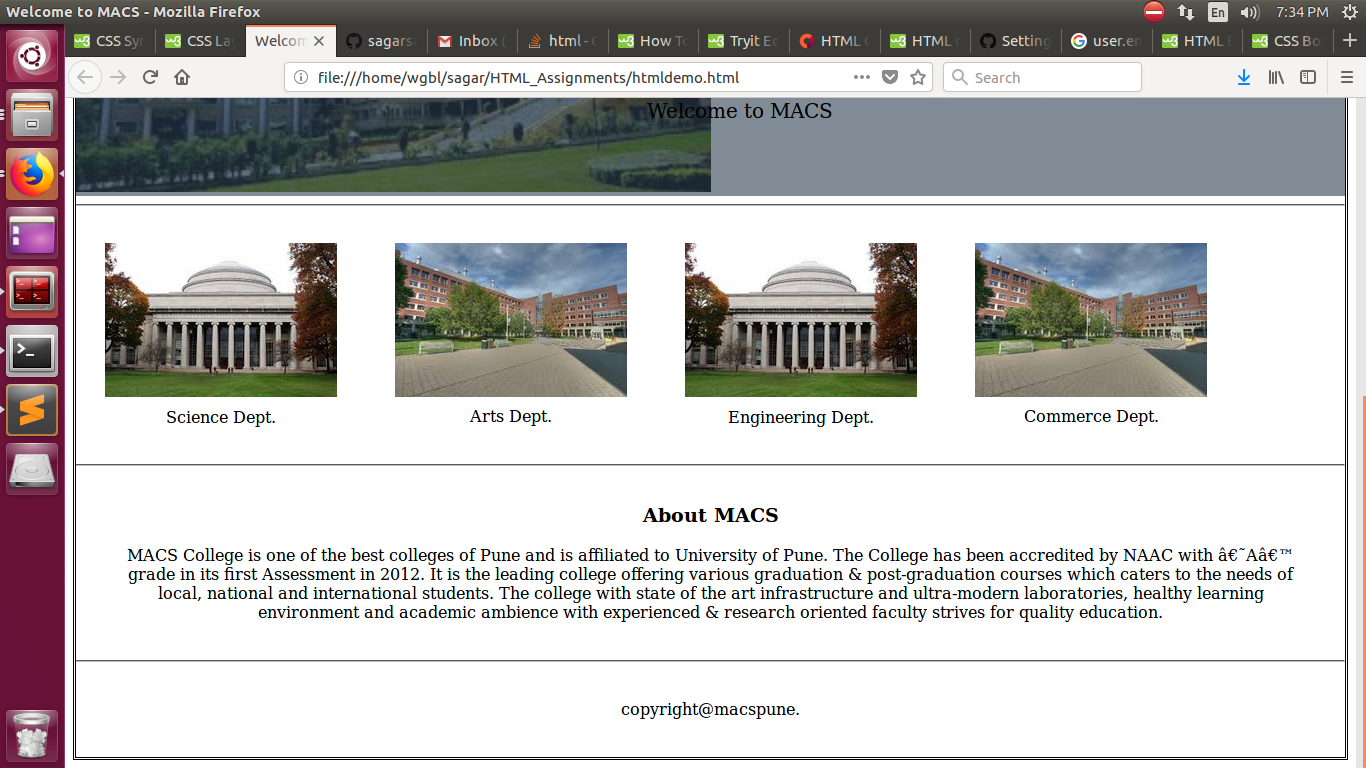 Welcome to MACS - Mozilla Firefox
En
7:34 PM
CSS Sy
CSS La
Welcom
sagars
Inbox (
html - 
How To
Tryit Ed
HTML
HTML
Setting
user.en
HTML
CSS Bo
file:///home/wgbl/sagar/HTML_Assignments/htmldemo.html
Search
Welcome to MACS
Science Dept.
Arts Dept.
Engineering Dept.
Commerce Dept.
About MACS
MACS College is one of the best colleges of Pune and is affiliated to University of Pune. The College has been accredited by NAAC with â€˜Aâ€™
grade in its first Assessment in 2012. It is the leading college offering various graduation & post-graduation courses which caters to the needs of
local, national and international students. The college with state of the art infrastructure and ultra-modern laboratories, healthy learning
environment and academic ambience with experienced & research oriented faculty strives for quality education.
copyright@macspune.